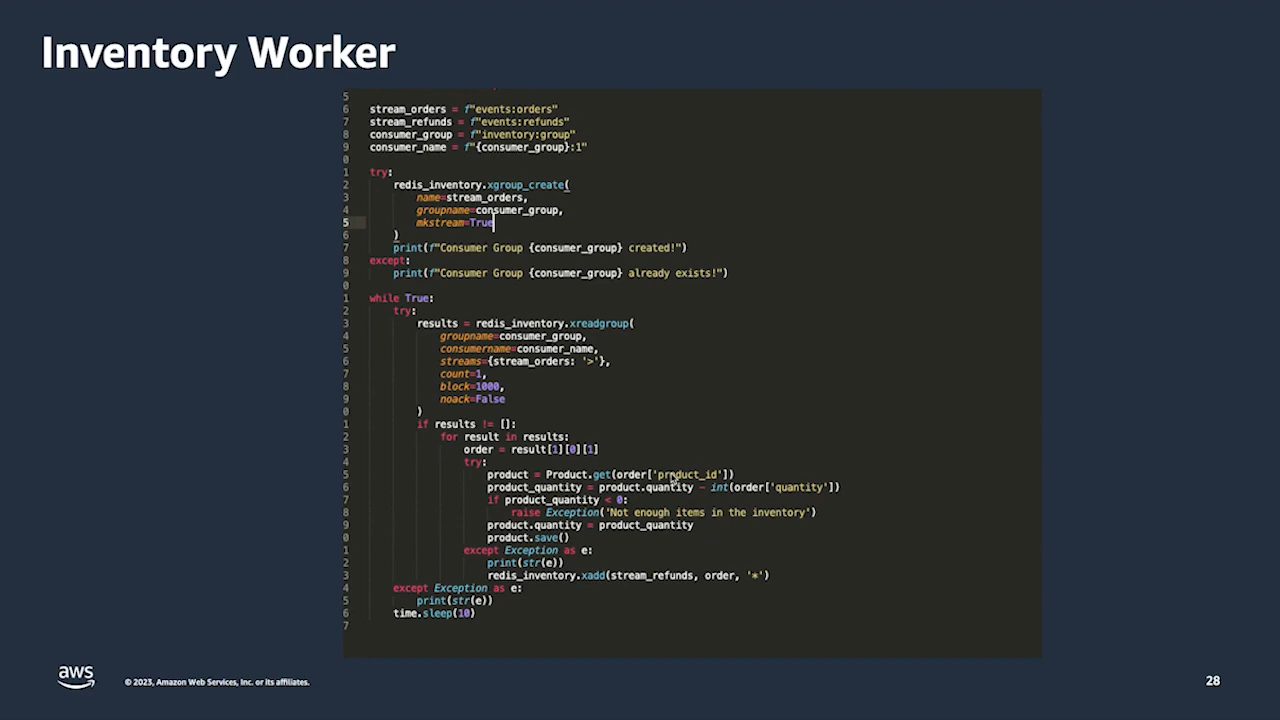 Inventory Worker
5
6 stream_orders = f"events:orders"
7 stream_refunds = f"events:refunds"
8 consumer_group = f"inventory:group"
9 consumer_name = f"{consumer_group}:1"
0
1 try:
2     redis_inventory.xgroup_create(
3         name=stream_orders,
4         groupname=consumer_group,
5         mkstream=True
6     )
7     print(f"Consumer Group {consumer_group} created!")
8 except:
9     print(f"Consumer Group {consumer_group} already exists!")
0
1 while True:
2     try:
3         results = redis_inventory.xreadgroup(
4             groupname=consumer_group,
5             consumername=consumer_name,
6             streams={stream_orders: '>'},
7             count=1,
8             block=1000,
9             noack=False
0         )
1         if results != []:
2             for result in results:
3                 order = result[1][0][1]
4                 try:
5                     product = Product.get(order['product_id'])
6                     product_quantity = product.quantity - int(order['quantity'])
7                     if product_quantity < 0:
8                         raise Exception('Not enough items in the inventory')
9                     product.quantity = product_quantity
0                     product.save()
1                 except Exception as e:
2                     print(str(e))
3                     redis_inventory.xadd(stream_refunds, order, '*')
4     except Exception as e:
5         print(str(e))
6     time.sleep(10)
7
aws
© 2023, Amazon Web Services, Inc. or its affiliates.
28